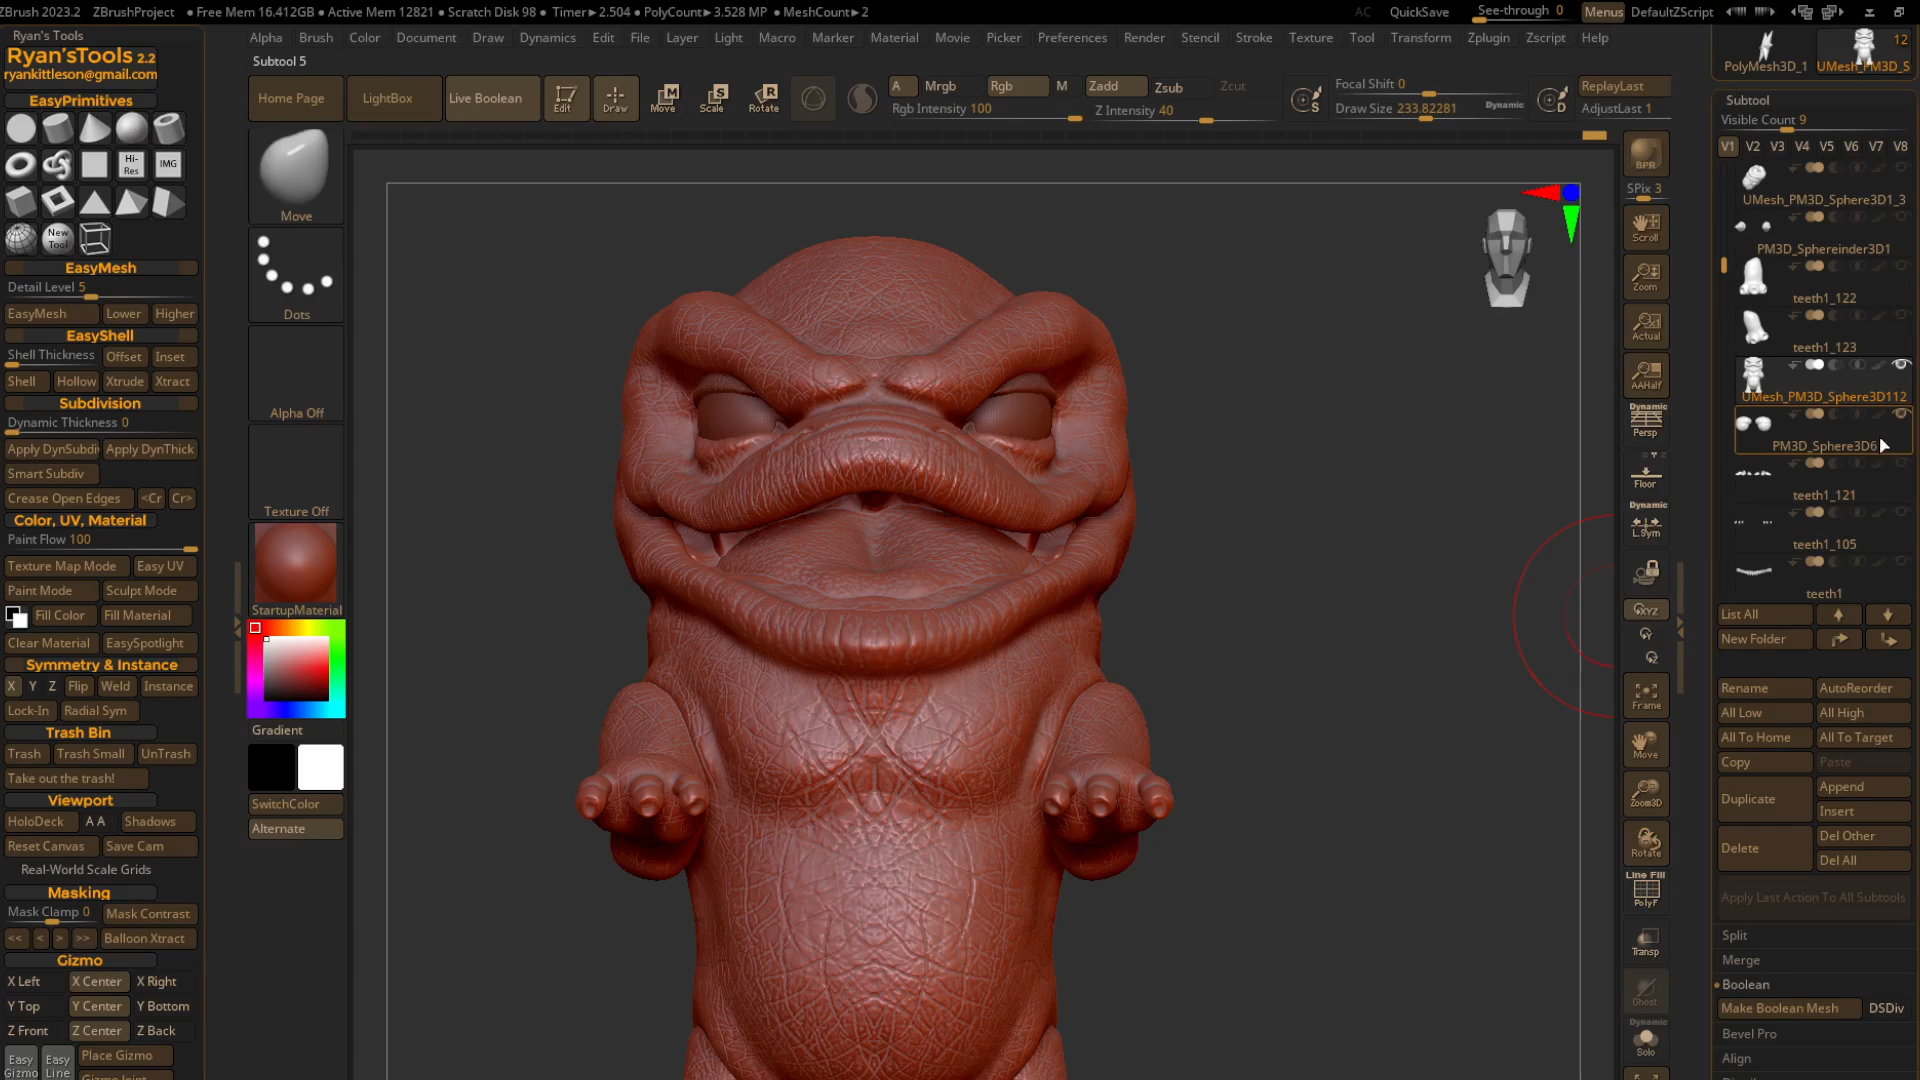 ZBrush 2023.2 ZBrushProject ● Free Mem 16.412GB ● Active Mem 12821 ● Scratch Disk 98 ● Timer►2.504 ● PolyCount►3.528 MP ● MeshCount►2
AC QuickSave See-through 0 Menus DefaultZScript
Ryan's Tools
Alpha Brush Color Document Draw Dynamics Edit File Layer Light Macro Marker Material Movie Picker Preferences Render Stencil Stroke Texture Tool Transform Zplugin Zscript Help
Ryan'sTools 2.2
ryankittleson@gmail.com
Subtool 5
Home Page LightBox Live Boolean Edit Draw Move Scale Rotate
M S R
A Mrgb Rgb M Zadd Zsub Zcut
Rgb Intensity 100 Z Intensity 40
Focal Shift 0
Draw Size 233.82281 Dynamic
S D
ReplayLast
AdjustLast 1
12
PolyMesh3D_1 UMesh_PM3D_S
EasyPrimitives
Hi-Res
IMG
New Tool
EasyMesh
Detail Level 5
EasyMesh Lower Higher
EasyShell
Shell Thickness Offset Inset
Shell Hollow Xtrude Xtract
Subdivision
Dynamic Thickness 0
Apply DynSubdiv Apply DynThick
Smart Subdiv
Crease Open Edges <Cr Cr>
Color, UV, Material
Paint Flow 100
Texture Map Mode Easy UV
Paint Mode Sculpt Mode
Fill Color Fill Material
Clear Material EasySpotlight
Symmetry & Instance
X Y Z Flip Weld Instance
Lock-In Radial Sym
Trash Bin
Trash Trash Small UnTrash
Take out the trash!
Viewport
HoloDeck A A Shadows
Reset Canvas Save Cam
Real-World Scale Grids
Masking
Mask Clamp 0 Mask Contrast
<< < > >> Balloon Xtract
Gizmo
X Left X Center X Right
Y Top Y Center Y Bottom
Z Front Z Center Z Back
Easy Gizmo Easy Line Place Gizmo
Gizmo Joint
Move
Dots
Alpha Off
Texture Off
StartupMaterial
Gradient
SwitchColor
Alternate
BPR
SPix 3
Scroll
Zoom
Actual
AAHalf
Dynamic
Persp
Floor
Dynamic
L.Sym
XYZ
Frame
Move
Zoom3D
Rotate
Line Fill
PolyF
Transp
Ghost
Dynamic
Solo
Subtool
Visible Count 9
V1 V2 V3 V4 V5 V6 V7 V8
UMesh_PM3D_Sphere3D1_3
PM3D_Sphereinder3D1
teeth1_122
teeth1_123
UMesh_PM3D_Sphere3D112
PM3D_Sphere3D6
teeth1_121
teeth1_105
teeth1
List All
New Folder
Rename AutoReorder
All Low All High
All To Home All To Target
Copy Paste
Duplicate Append
Insert
Delete Del Other
Del All
Apply Last Action To All Subtools
Split
Merge
Boolean
Make Boolean Mesh DSDiv
Bevel Pro
Align